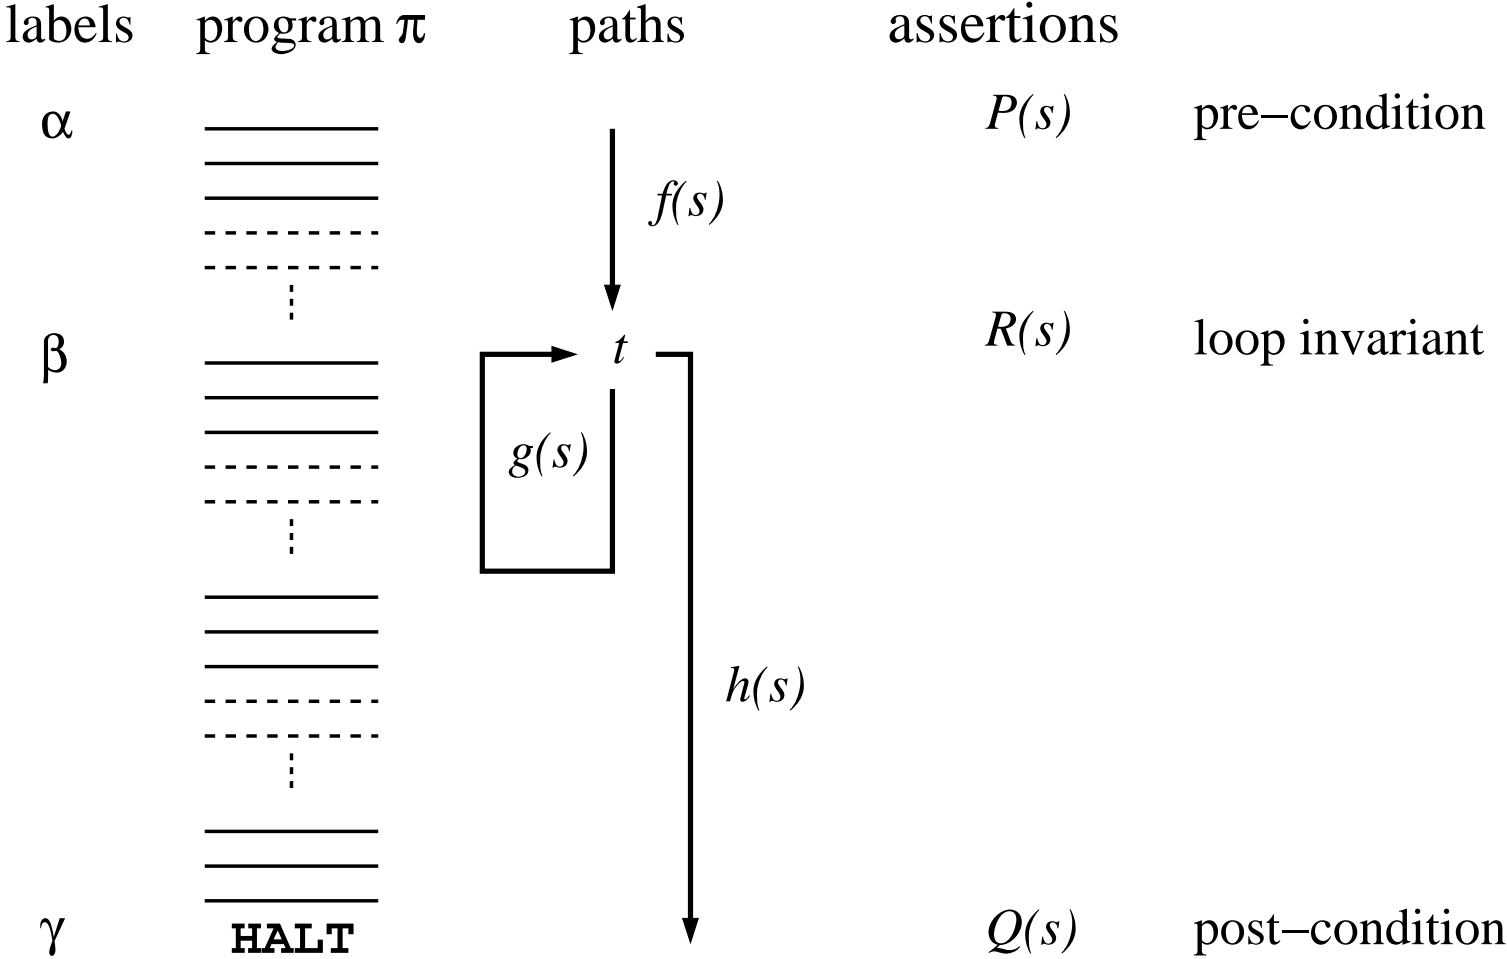 labels program π paths assertions
α P(s) pre−condition
f(s)
β t R(s) loop invariant
g(s)
h(s)
γ HALT Q(s) post−condition